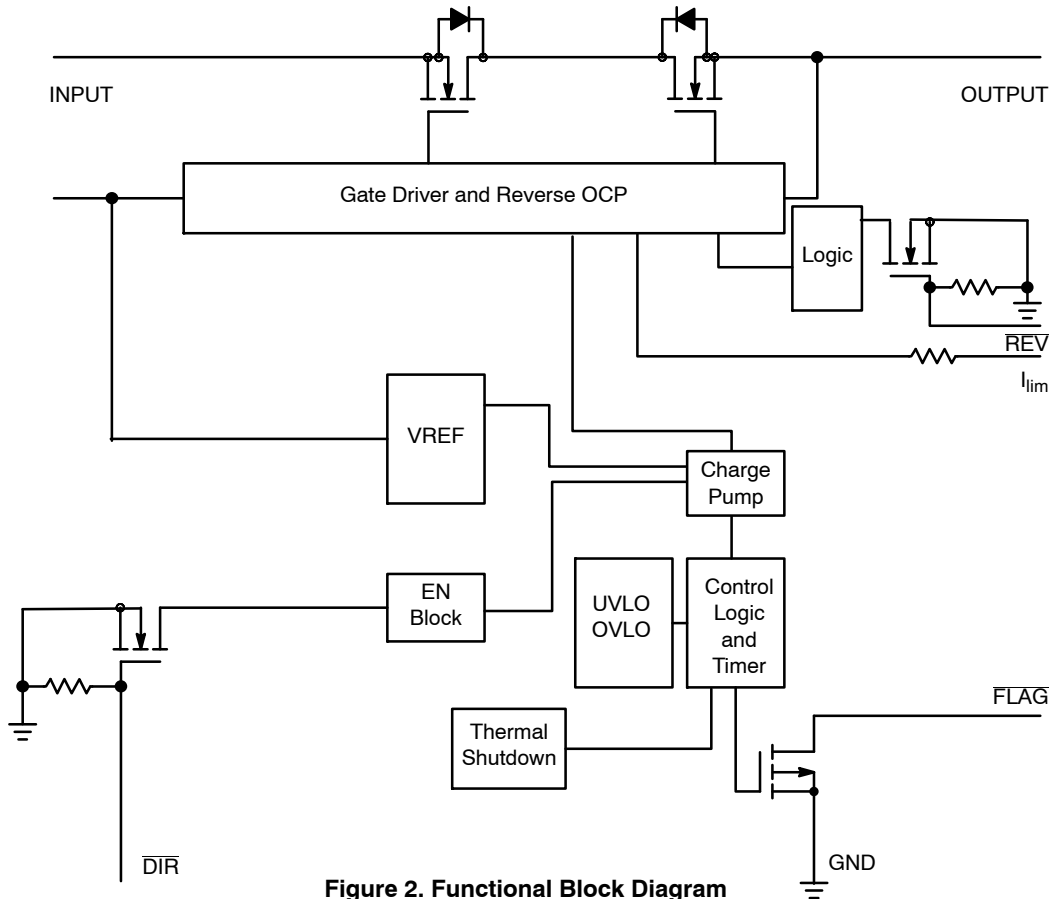 INPUT
OUTPUT
Gate Driver and Reverse OCP
Logic
REV
I_lim
VREF
Charge
Pump
EN
Block
UVLO
OVLO
Control
Logic
and
Timer
FLAG
Thermal
Shutdown
DIR
GND
Figure 2. Functional Block Diagram